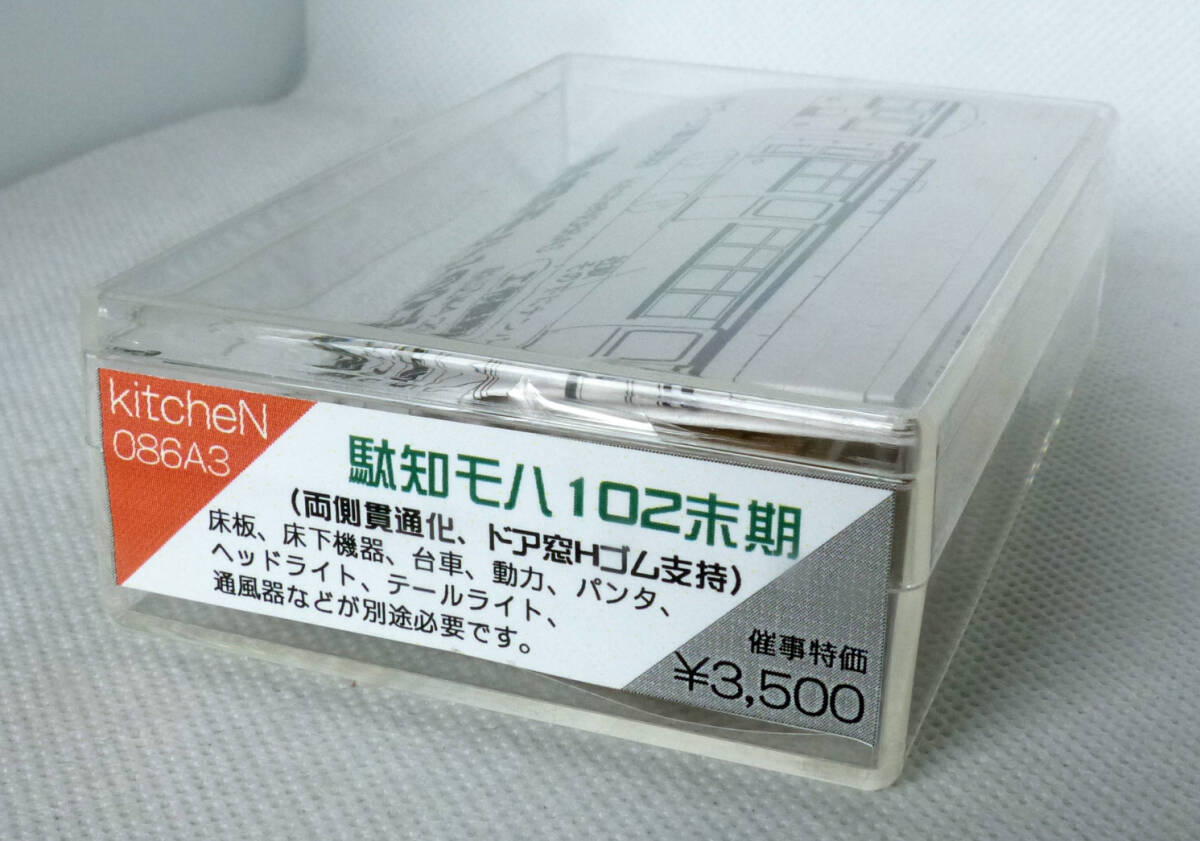 kitcheN
086A3
駄知モハ102末期
(両側貫通化、ドア窓Hゴム支持)
床板、床下機器、台車、動力、パンタ、
ヘッドライト、テールライト、
通風器などが別途必要です。
催事特価
¥3,500